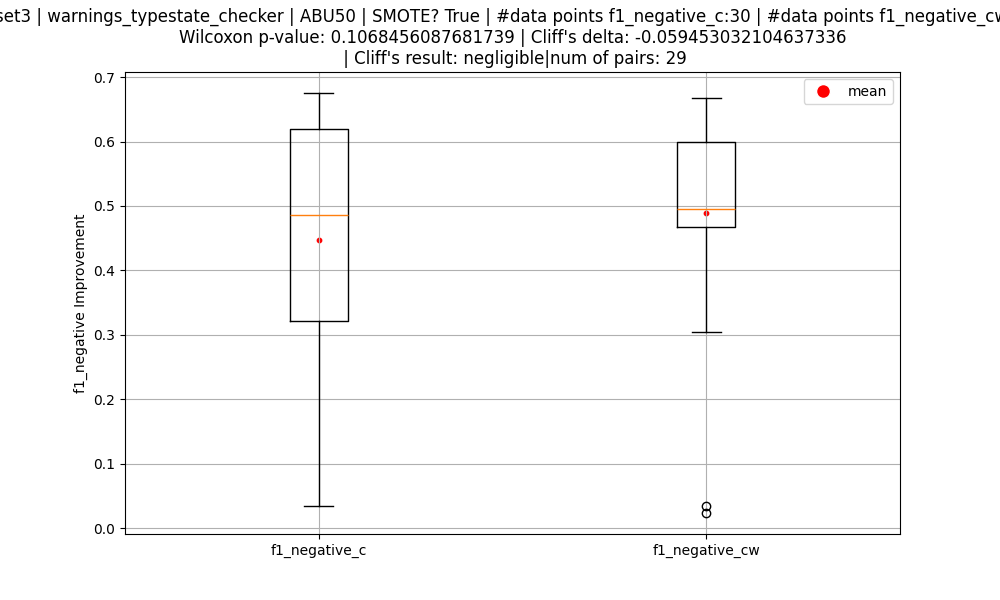 set3 | warnings_typestate_checker | ABU50 | SMOTE? True | #data points f1_negative_c:30 | #data points f1_negative_cw
Wilcoxon p-value: 0.1068456087681739 | Cliff's delta: -0.059453032104637336
| Cliff's result: negligible|num of pairs: 29
mean
f1_negative Improvement
0.7
0.6
0.5
0.4
0.3
0.2
0.1
0.0
f1_negative_c
f1_negative_cw